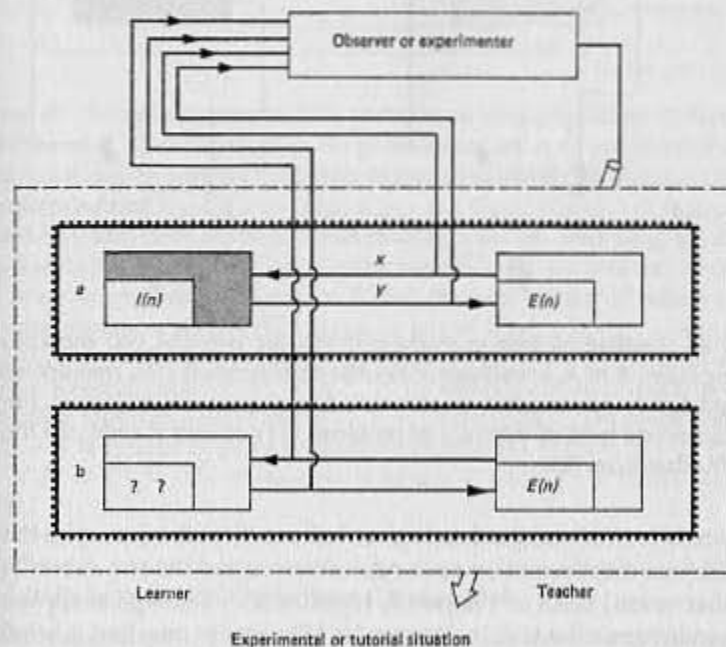 Observer or experimenter
X
a
I(n)
Y
E(n)
b
? ?
E(n)
Learner
Teacher
Experimental or tutorial situation